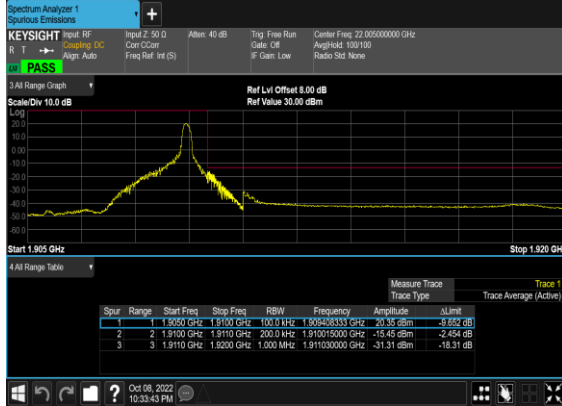 Spectrum Analyzer 1
Spurious Emissions
+
KEYSIGHT Input: RF Input Z: 50 Ω Atten: 40 dB Trig: Free Run Center Freq: 22.005000000 GHz
R T Coupling: DC Corr CCorr Gate: Off Avg|Hold: 100/100
Align: Auto Freq Ref: Int (S) IF Gain: Low Radio Std: None
PASS
3 All Range Graph
Ref Lvl Offset 8.00 dB
Scale/Div 10.0 dB Ref Value 30.00 dBm
Log
20.0
10.0
0.00
-10.0
-20.0
-30.0
-40.0
-50.0
-60.0
Start 1.905 GHz Stop 1.920 GH
4 All Range Table
Measure Trace Trace 1
Trace Type Trace Average (Active)
Spur Range Start Freq Stop Freq RBW Frequency Amplitude ΔLimit
1 1 1.9050 GHz 1.9100 GHz 100.0 kHz 1.909408333 GHz 20.35 dBm -9.652 dB
2 2 1.9100 GHz 1.9110 GHz 200.0 kHz 1.910015000 GHz -15.45 dBm -2.454 dB
3 3 1.9110 GHz 1.9200 GHz 1.000 MHz 1.911030000 GHz -31.31 dBm -18.31 dB
? Oct 08, 2022
10:33:43 PM